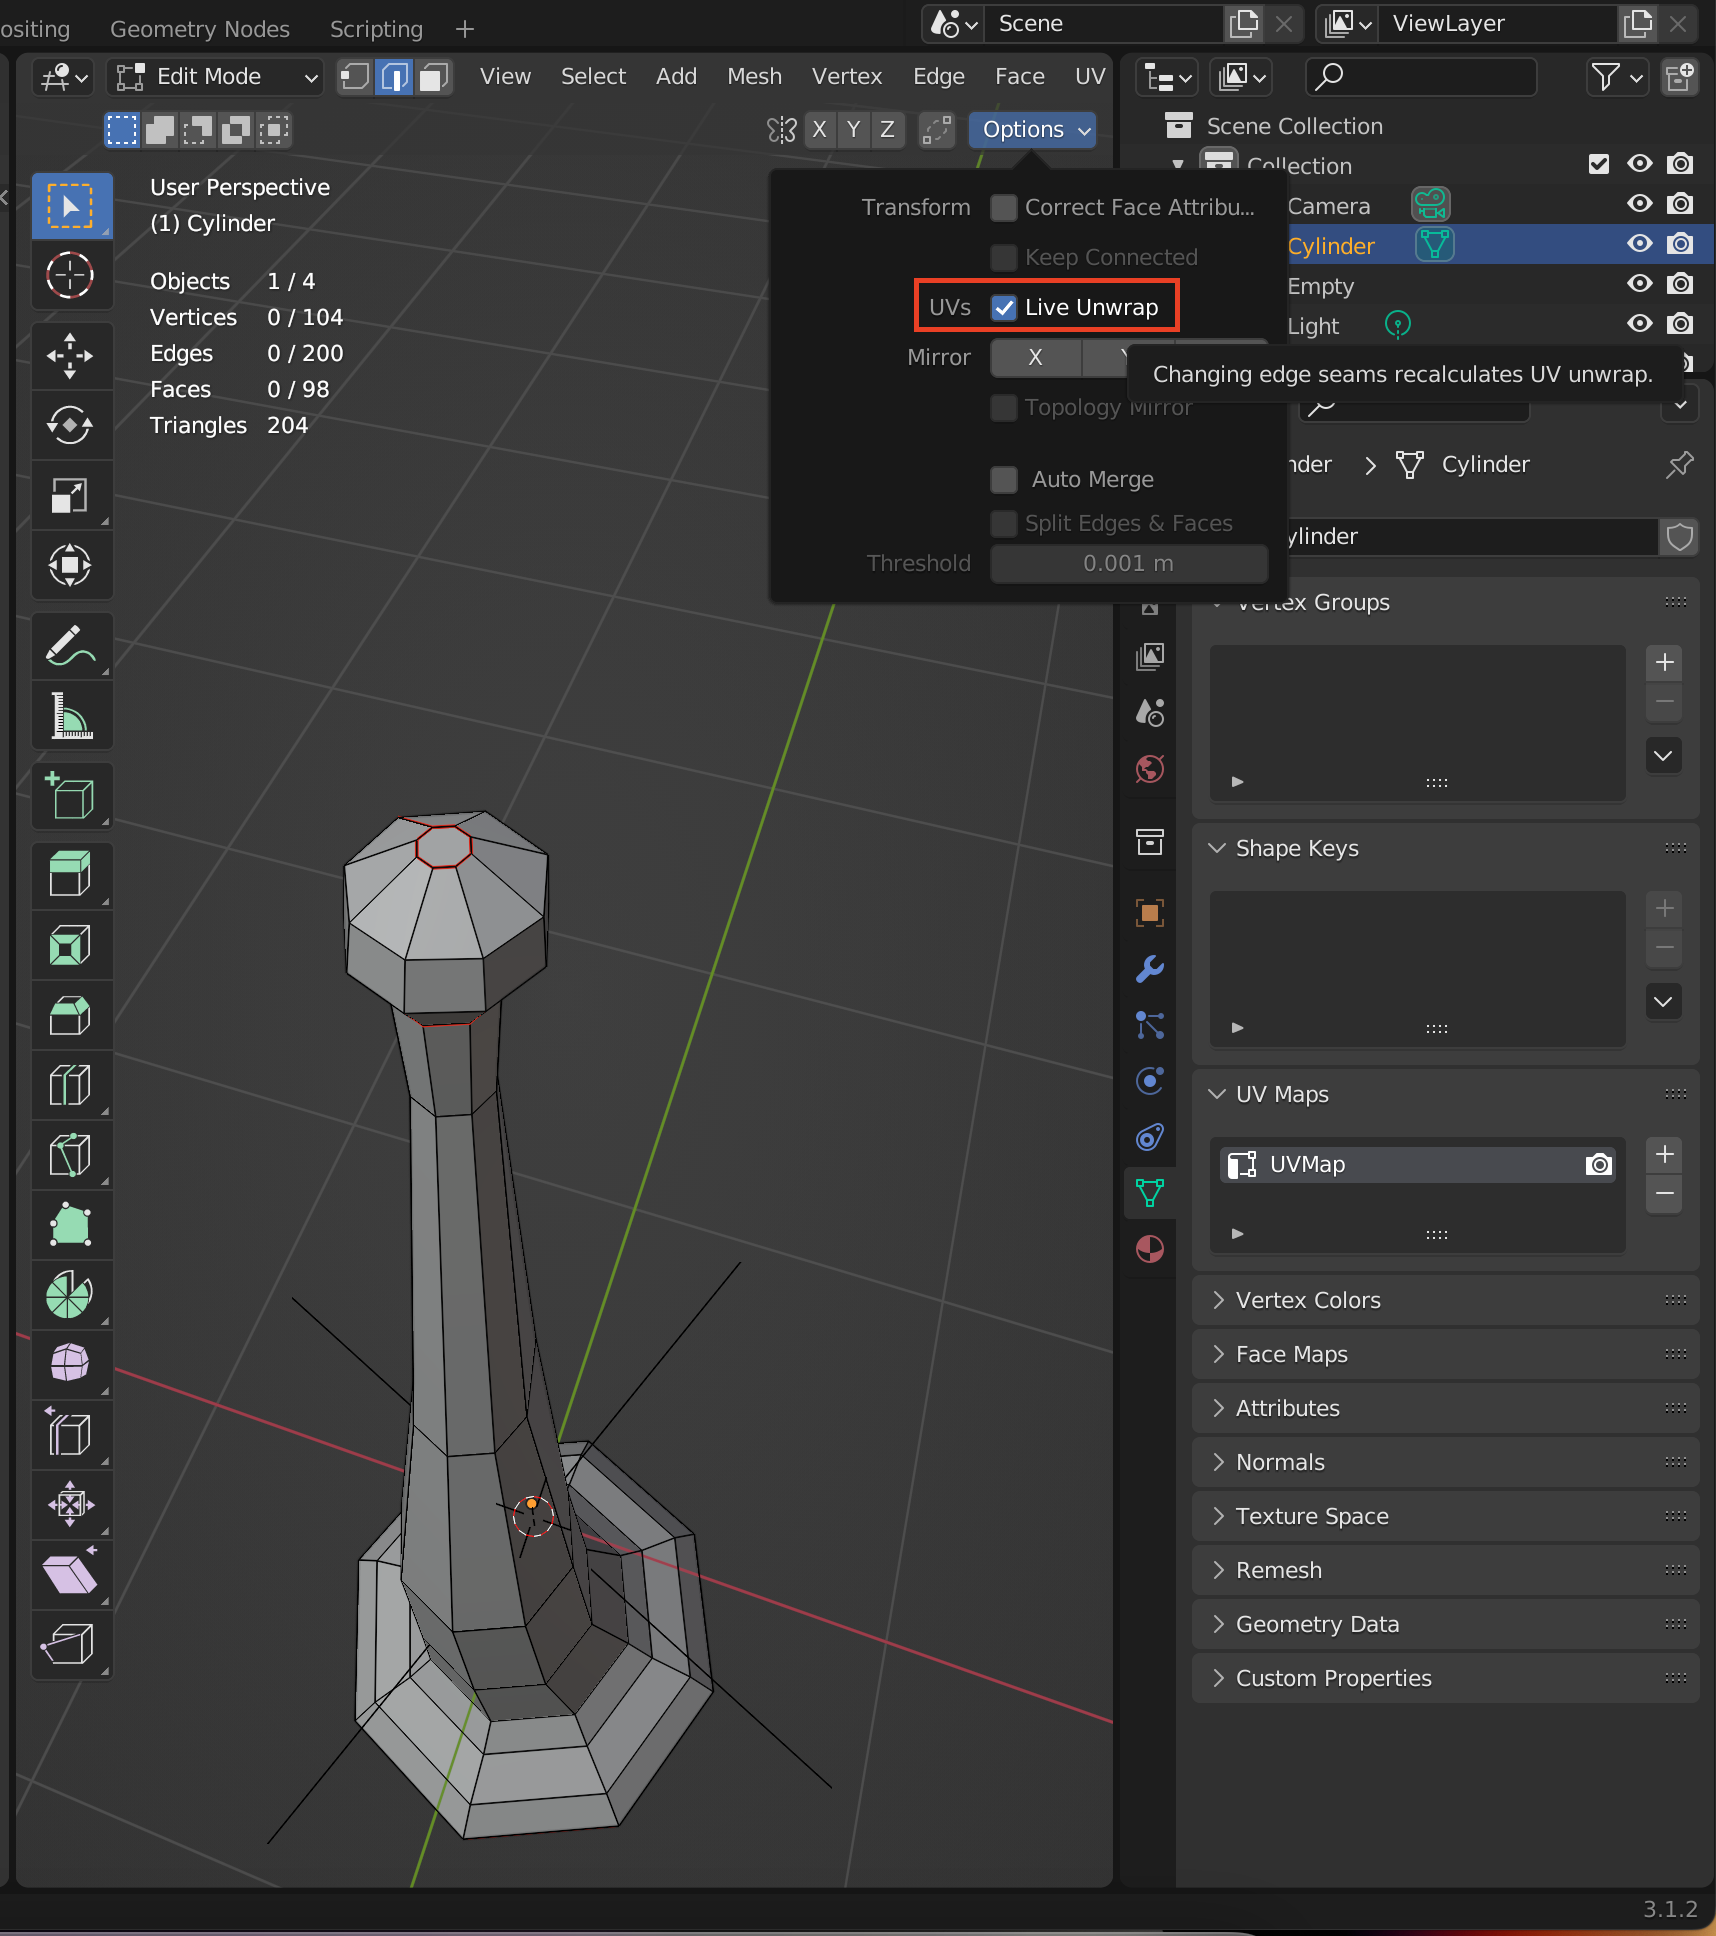 ositing Geometry Nodes Scripting +
Scene
ViewLayer
Edit Mode
View Select Add Mesh Vertex Edge Face UV
X Y Z
Options
User Perspective
(1) Cylinder
Objects 1 / 4
Vertices 0 / 104
Edges 0 / 200
Faces 0 / 98
Triangles 204
Transform Correct Face Attribu...
Keep Connected
UVs Live Unwrap
Mirror X Y
Changing edge seams recalculates UV unwrap.
Topology Mirror
Auto Merge
Split Edges & Faces
Threshold 0.001 m
Scene Collection
Collection
Camera
Cylinder
Empty
Light
nder
Cylinder
ylinder
Vertex Groups
Shape Keys
UV Maps
UVMap
Vertex Colors
Face Maps
Attributes
Normals
Texture Space
Remesh
Geometry Data
Custom Properties
3.1.2